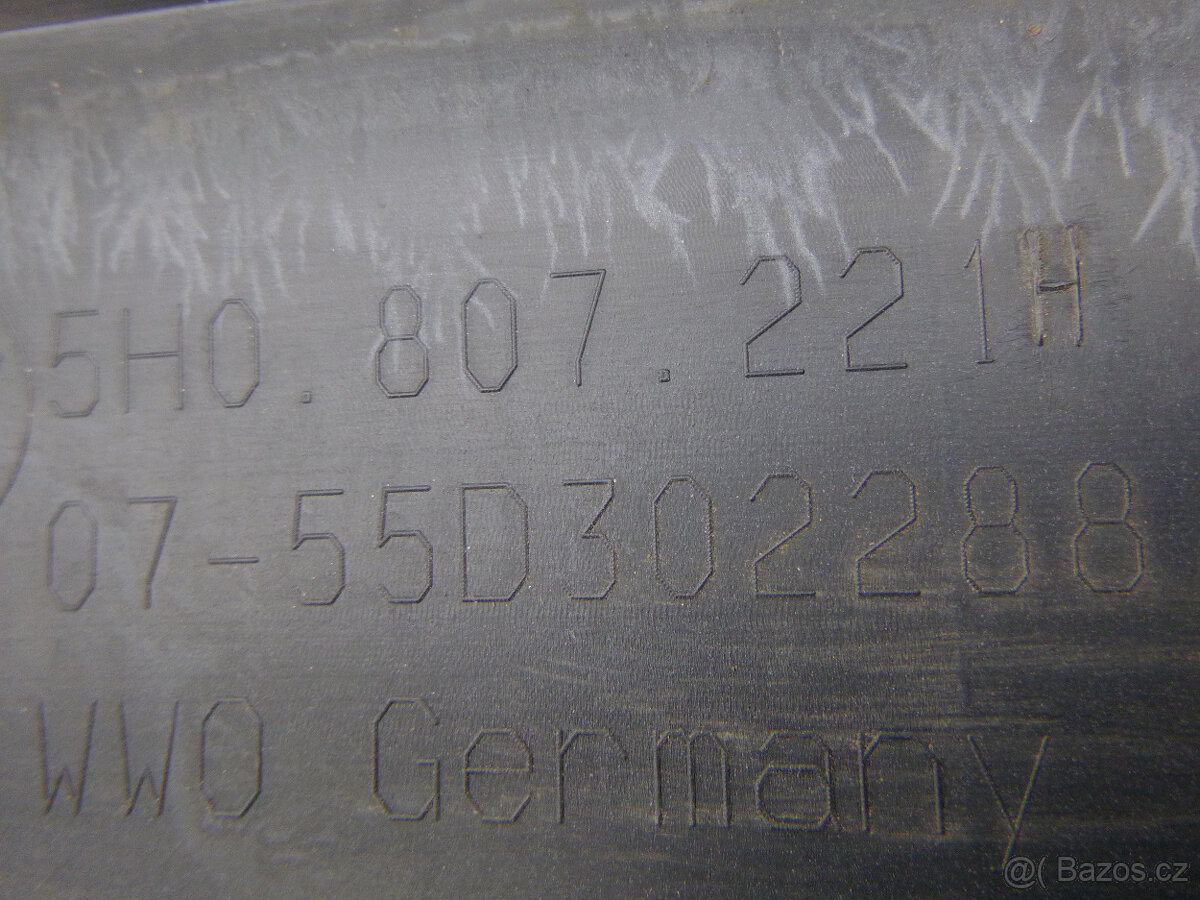 5H0.807.221H
07-55D302288
WWO Germany
@( Bazos.cz